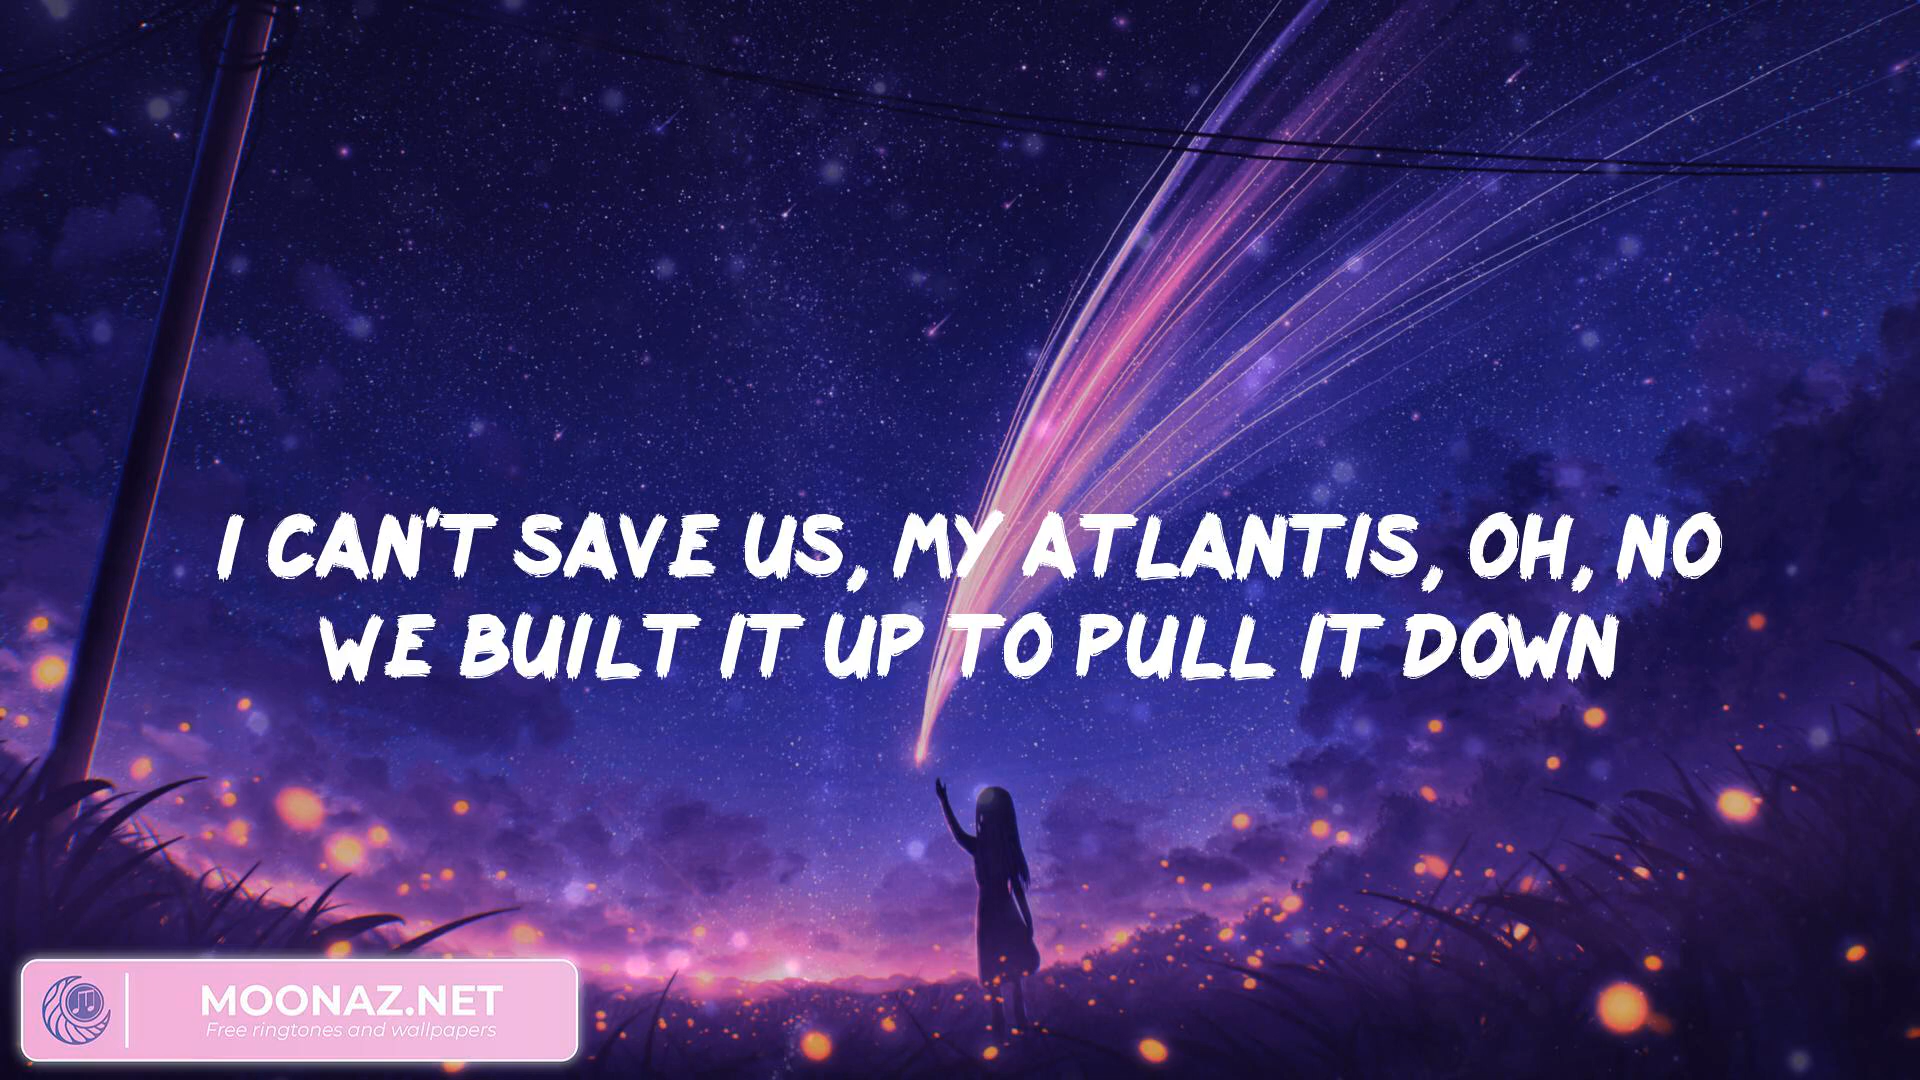 I CAN'T SAVE US, MY ATLANTIS, OH, NO
WE BUILT IT UP TO PULL IT DOWN
MOONAZ.NET
Free ringtones and wallpapers